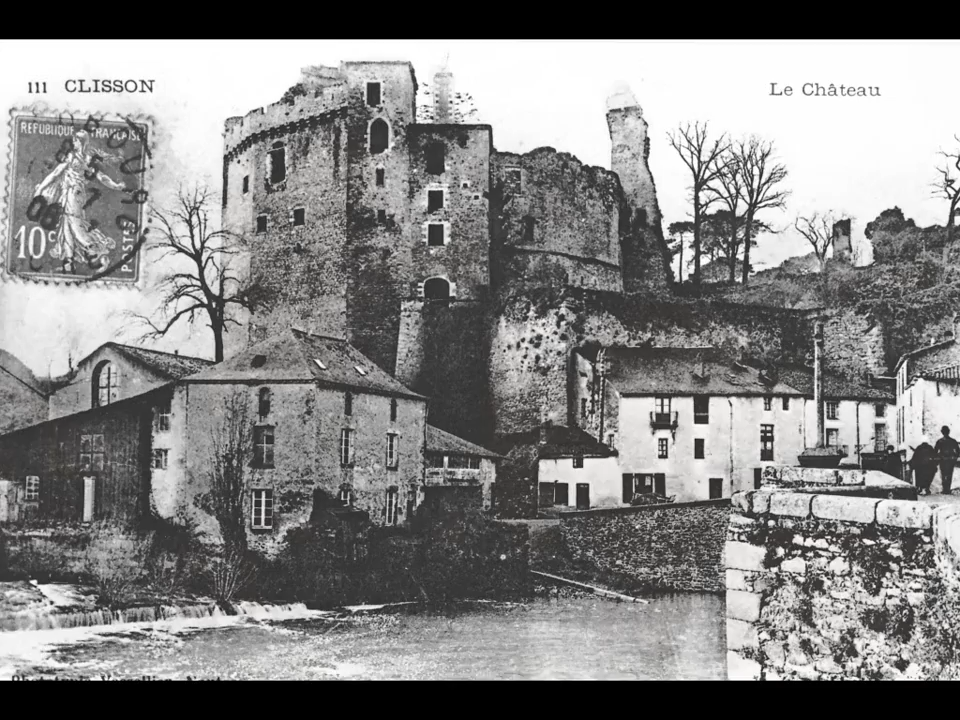 111 CLISSON
Le Château
REPUBLIQUE FRANÇAISE
10c
POSTES